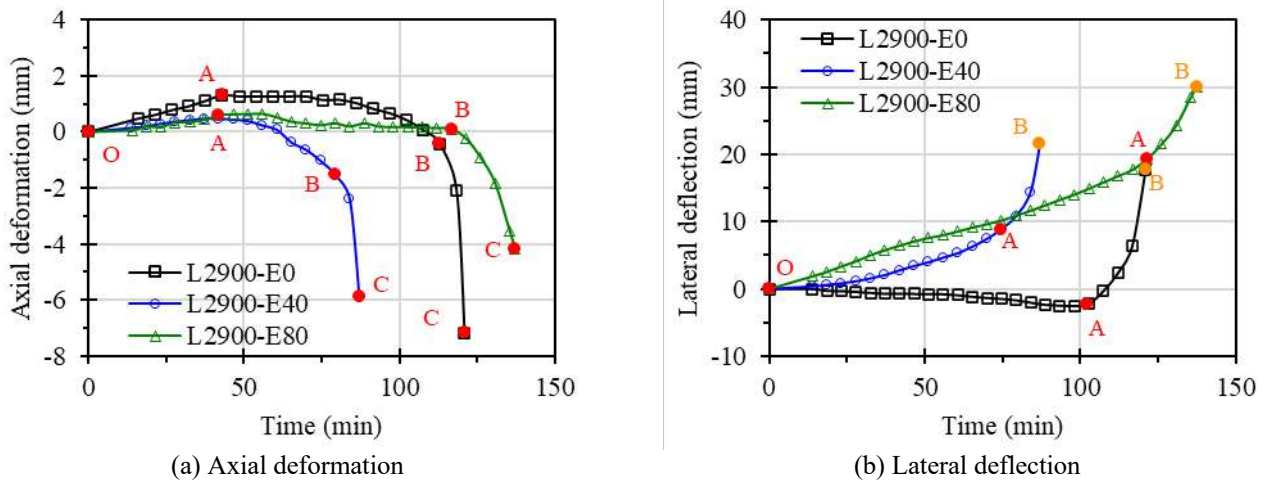 4
2
0
-2
-4
-6
-8
Axial deformation (mm)
A
A
O
B
B
B
C
C
C
L2900-E0
L2900-E40
L2900-E80
0
50
100
150
Time (min)
(a) Axial deformation
40
30
20
10
0
-10
Lateral deflection (mm)
L2900-E0
L2900-E40
L2900-E80
B
B
A
B
A
O
A
0
50
100
150
Time (min)
(b) Lateral deflection